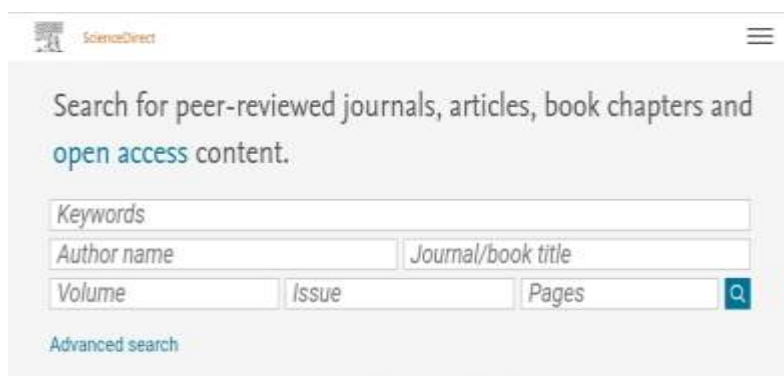 ScienceDirect
Search for peer-reviewed journals, articles, book chapters and
open access content.
Keywords
Author name Journal/book title
Volume Issue Pages
Advanced search